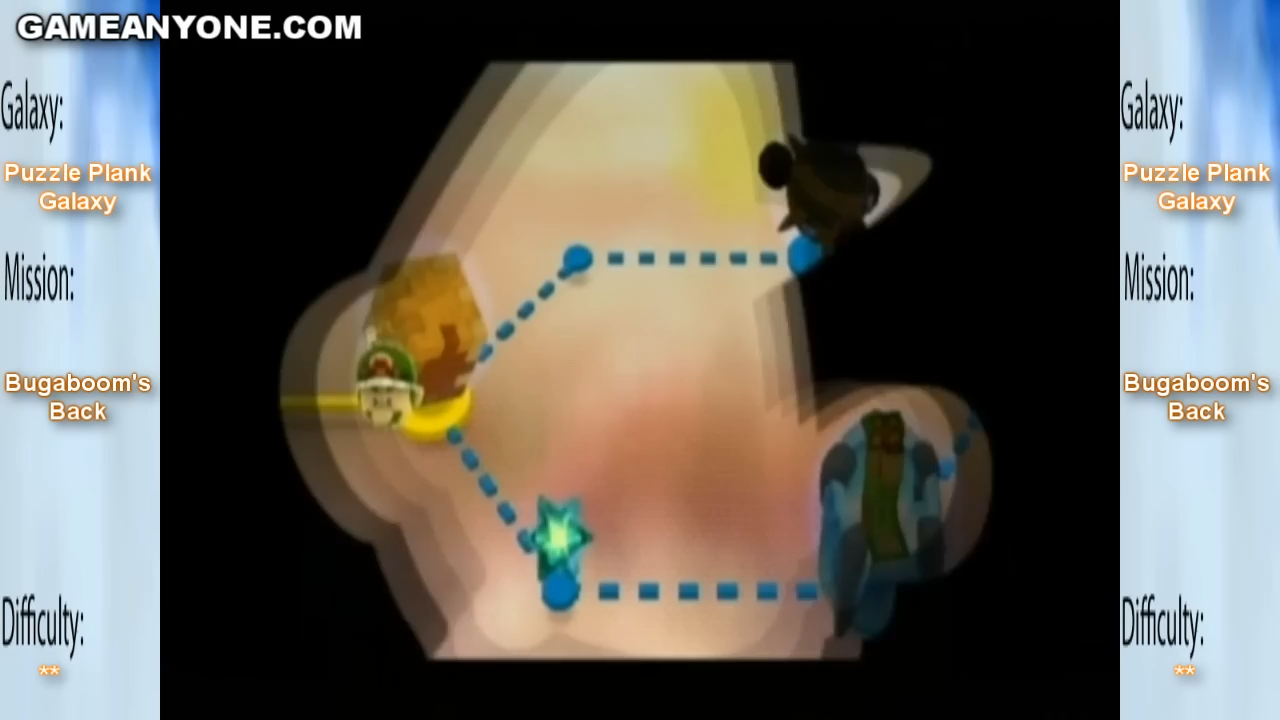 GAMEANYONE.COM
Galaxy:
Puzzle Plank
Galaxy
Mission:
Bugaboom's
Back
Difficulty:
**
Galaxy:
Puzzle Plank
Galaxy
Mission:
Bugaboom's
Back
Difficulty:
**